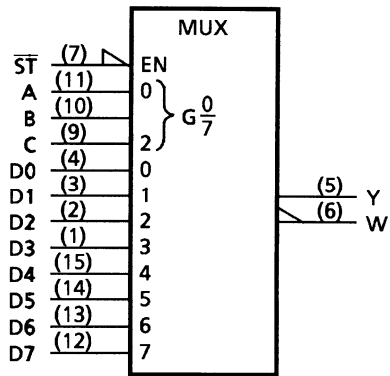 MUX
S̅T̅ (7) EN
A (11) 0
B (10) G 0/7
C (9) 2
D0 (4) 0
D1 (3) 1 (5) Y
D2 (2) 2 (6) W
D3 (1) 3
D4 (15) 4
D5 (14) 5
D6 (13) 6
D7 (12) 7